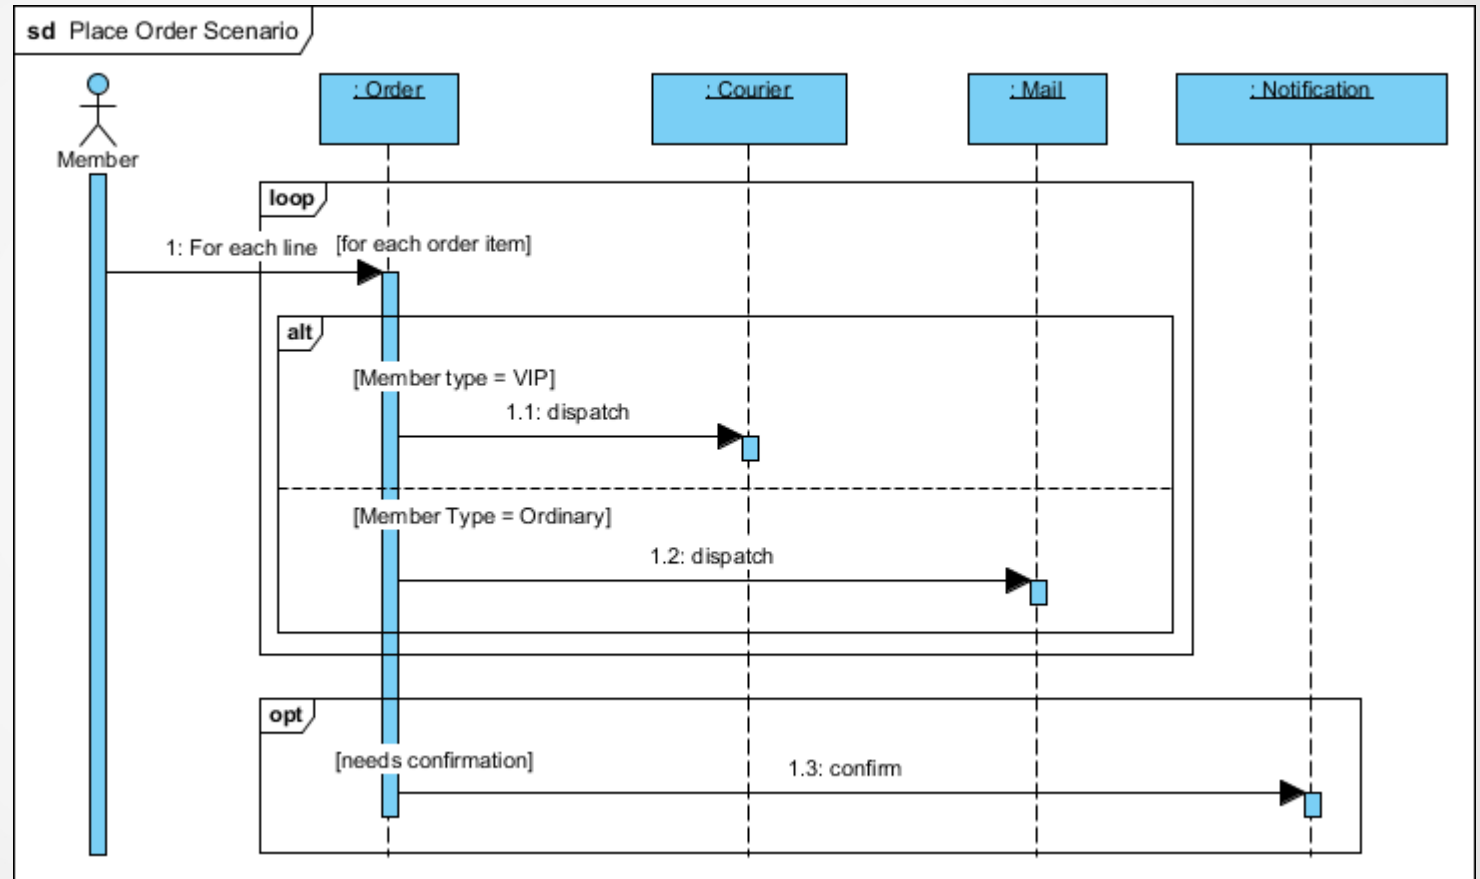 sd Place Order Scenario
Member
: Order
: Courier
: Mail
: Notification
loop
1: For each line
[for each order item]
alt
[Member type = VIP]
1.1: dispatch
[Member Type = Ordinary]
1.2: dispatch
opt
[needs confirmation]
1.3: confirm